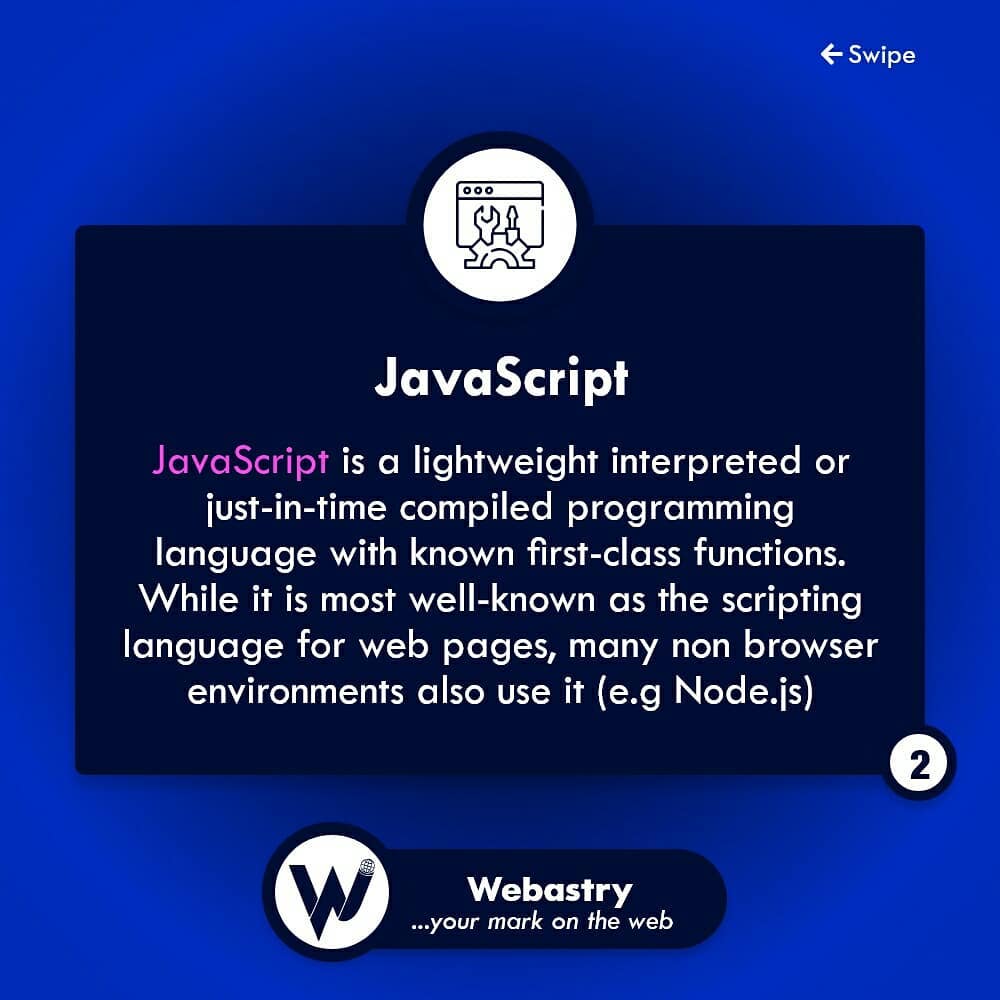 Swipe
JavaScript
JavaScript is a lightweight interpreted or
just-in-time compiled programming
language with known first-class functions.
While it is most well-known as the scripting
language for web pages, many non browser
environments also use it (e.g Node.js)
2
Webastry
...your mark on the web